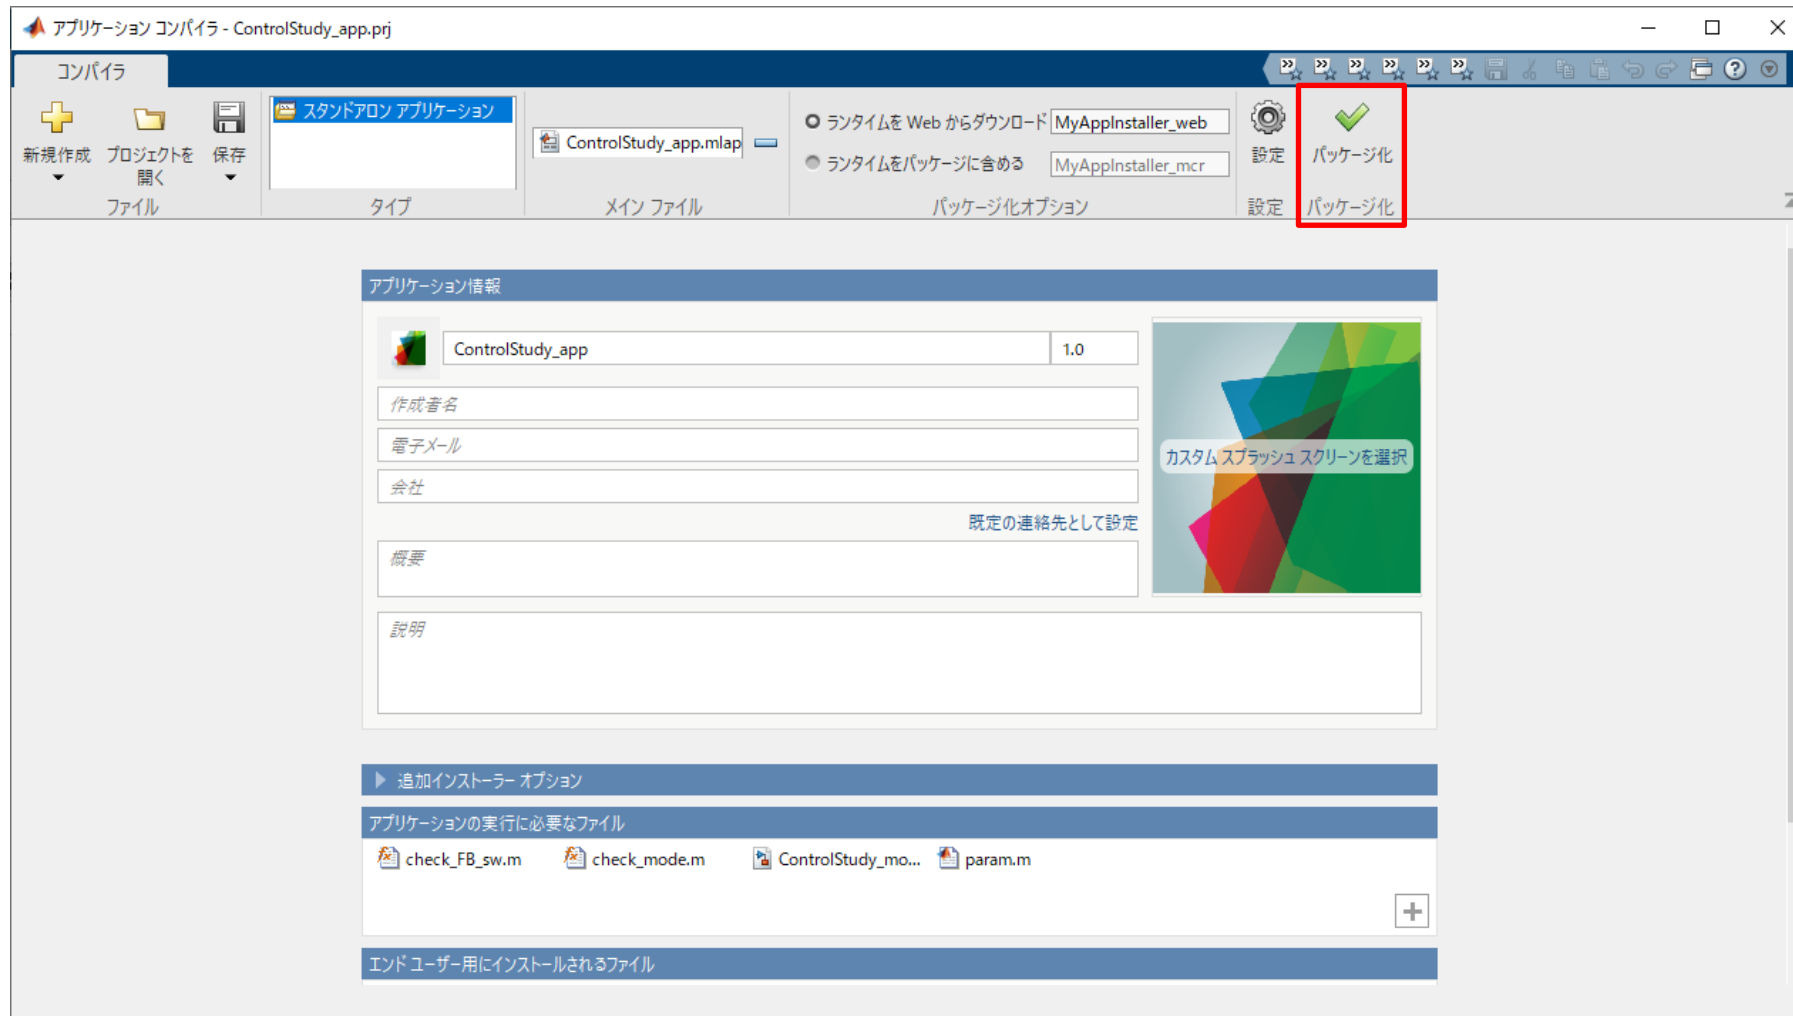 アプリケーション コンパイラ - ControlStudy_app.prj
コンパイラ
新規作成
プロジェクトを
開く
保存
ファイル
スタンドアロン アプリケーション
タイプ
ControlStudy_app.mlap
メイン ファイル
ランタイムを Web からダウンロード
MyAppInstaller_web
ランタイムをパッケージに含める
MyAppInstaller_mcr
パッケージ化オプション
設定
設定
パッケージ化
パッケージ化
アプリケーション情報
ControlStudy_app
1.0
作成者名
電子メール
会社
既定の連絡先として設定
概要
カスタム スプラッシュ スクリーンを選択
説明
追加インストーラー オプション
アプリケーションの実行に必要なファイル
check_FB_sw.m
check_mode.m
ControlStudy_mo...
param.m
エンド ユーザー用にインストールされるファイル